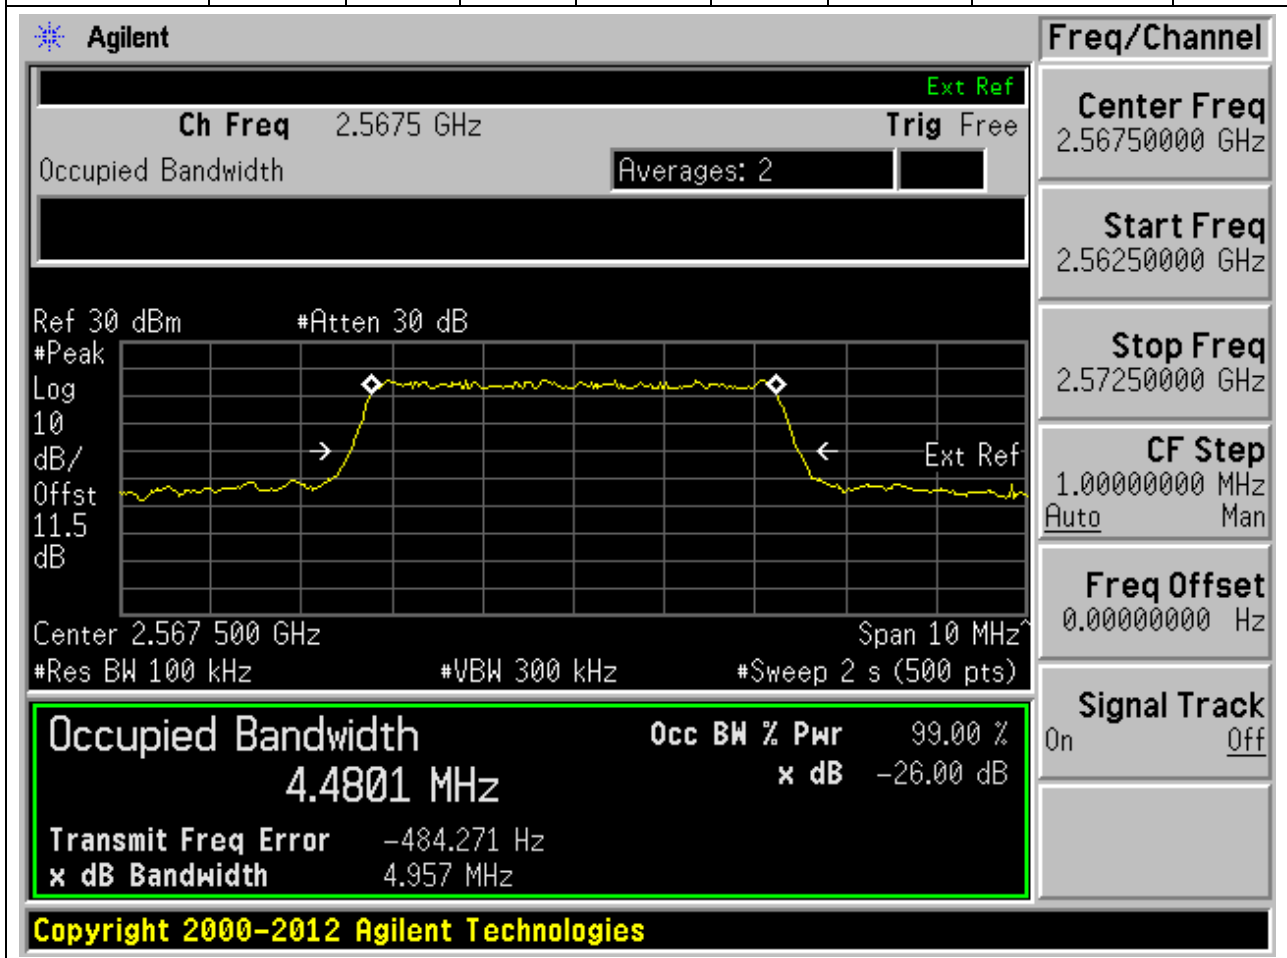 Agilent
Freq/Channel
Ext Ref
Ch Freq 2.5675 GHz Trig Free
Occupied Bandwidth Averages: 2
Center Freq
2.56750000 GHz
Start Freq
2.56250000 GHz
Stop Freq
2.57250000 GHz
CF Step
1.00000000 MHz
Auto Man
Freq Offset
0.00000000 Hz
Signal Track
On Off
Ref 30 dBm #Atten 30 dB
#Peak
Log
10
dB/
Offst
11.5
dB
Ext Ref
Center 2.567 500 GHz Span 10 MHz^
#Res BW 100 kHz #VBW 300 kHz #Sweep 2 s (500 pts)
Occupied Bandwidth Occ BW % Pwr 99.00 %
4.4801 MHz x dB -26.00 dB
Transmit Freq Error -484.271 Hz
x dB Bandwidth 4.957 MHz
Copyright 2000-2012 Agilent Technologies